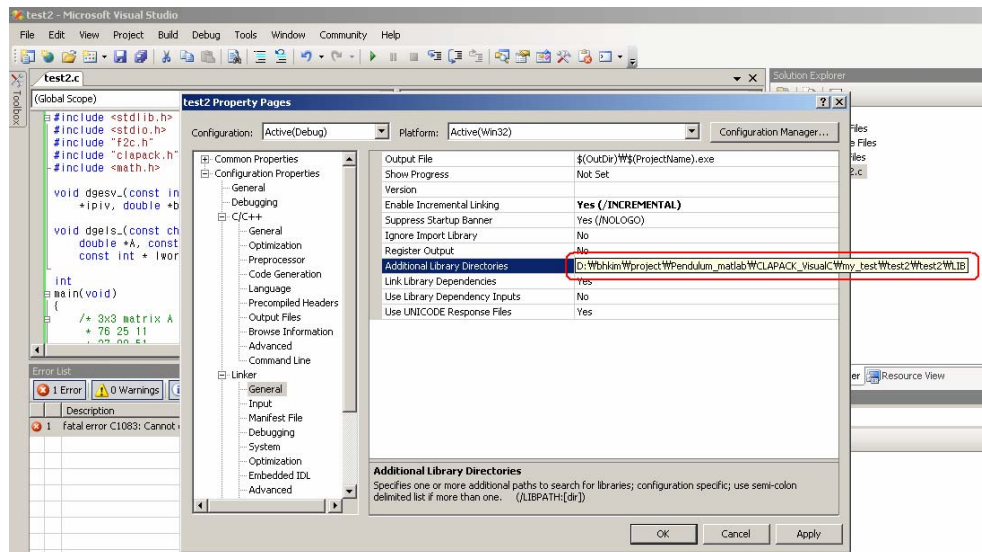 test2 - Microsoft Visual Studio
File Edit View Project Build Debug Tools Window Community Help
Toolbox
test2.c
(Global Scope)
#include <stdlib.h>
#include <stdio.h>
#include "f2c.h"
#include "clapack.h"
#include <math.h>
void dgesv_(const in
*ipiv, double *b
void dgels_(const ch
double *A, const
const int * lwor
int
main(void)
{
/* 3x3 matrix A
* 76 25 11
Error List
1 Error
0 Warnings
Description
1 fatal error C1083: Cannot
Solution Explorer
Files
e Files
files
2.c
er Resource View
test2 Property Pages
Configuration: Active(Debug) Platform: Active(Win32) Configuration Manager...
Common Properties
Configuration Properties
General
Debugging
C/C++
General
Optimization
Preprocessor
Code Generation
Language
Precompiled Headers
Output Files
Browse Information
Advanced
Command Line
Linker
General
Input
Manifest File
Debugging
System
Optimization
Embedded IDL
Advanced
Output File $(OutDir)₩$(ProjectName).exe
Show Progress Not Set
Version
Enable Incremental Linking Yes (/INCREMENTAL)
Suppress Startup Banner Yes (/NOLOGO)
Ignore Import Library No
Register Output No
Additional Library Directories D:₩bhkim₩project₩Pendulum_matlab₩CLAPACK_VisualC₩my_test₩test2₩test2₩LIB
Link Library Dependencies Yes
Use Library Dependency Inputs No
Use UNICODE Response Files Yes
Additional Library Directories
Specifies one or more additional paths to search for libraries; configuration specific; use semi-colon
delimited list if more than one. (/LIBPATH:[dir])
OK Cancel Apply